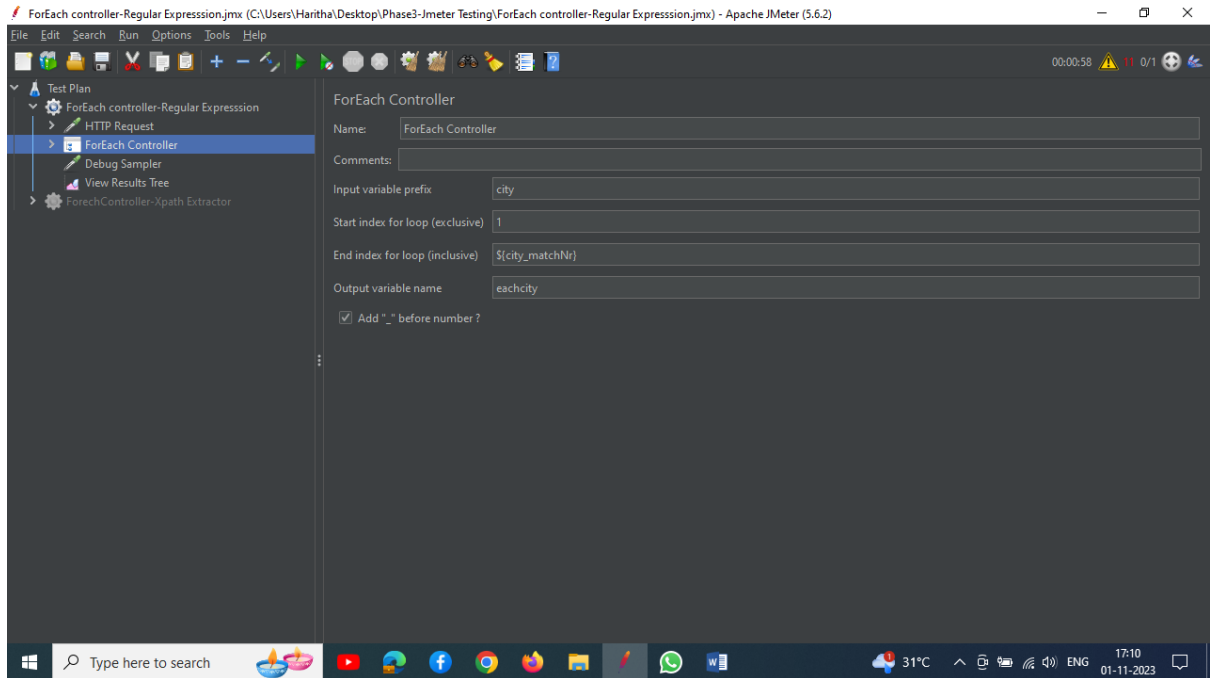 ForEach controller-Regular Expresssion.jmx (C:\Users\Haritha\Desktop\Phase3-Jmeter Testing\ForEach controller-Regular Expresssion.jmx) - Apache JMeter (5.6.2)
File Edit Search Run Options Tools Help
00:00:58 11 0/1
Test Plan
ForEach controller-Regular Expresssion
HTTP Request
ForEach Controller
Debug Sampler
View Results Tree
ForechController-Xpath Extractor
ForEach Controller
Name: ForEach Controller
Comments:
Input variable prefix city
Start index for loop (exclusive) 1
End index for loop (inclusive) ${city_matchNr}
Output variable name eachcity
Add "_" before number ?
Type here to search
1 31°C ENG 17:10
01-11-2023